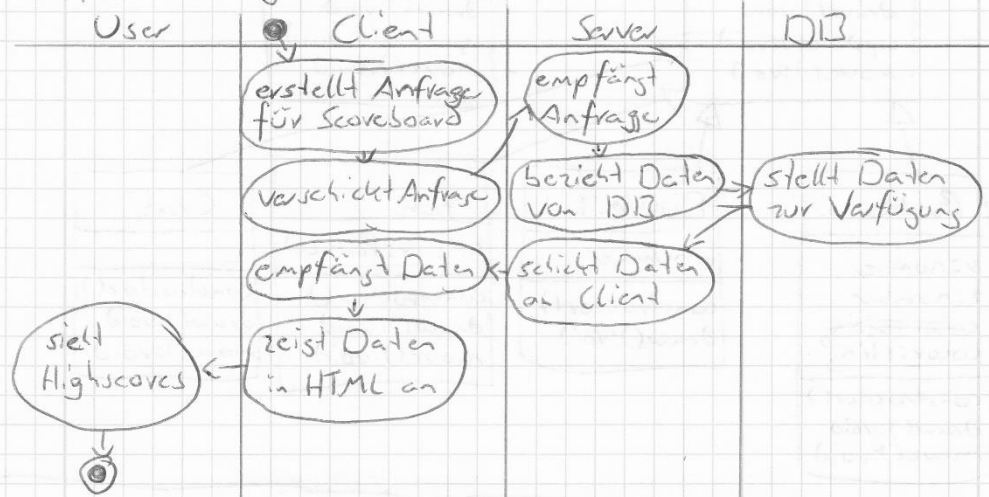 User
Client
Server
DB
erstellt Anfrage
für Scoreboard
verschickt Anfrage
empfängt
Anfrage
bezieht Daten
von DB
stellt Daten
zur Verfügung
schickt Daten
an Client
empfängt Daten
zeigt Daten
in HTML an
sieht
Highscores